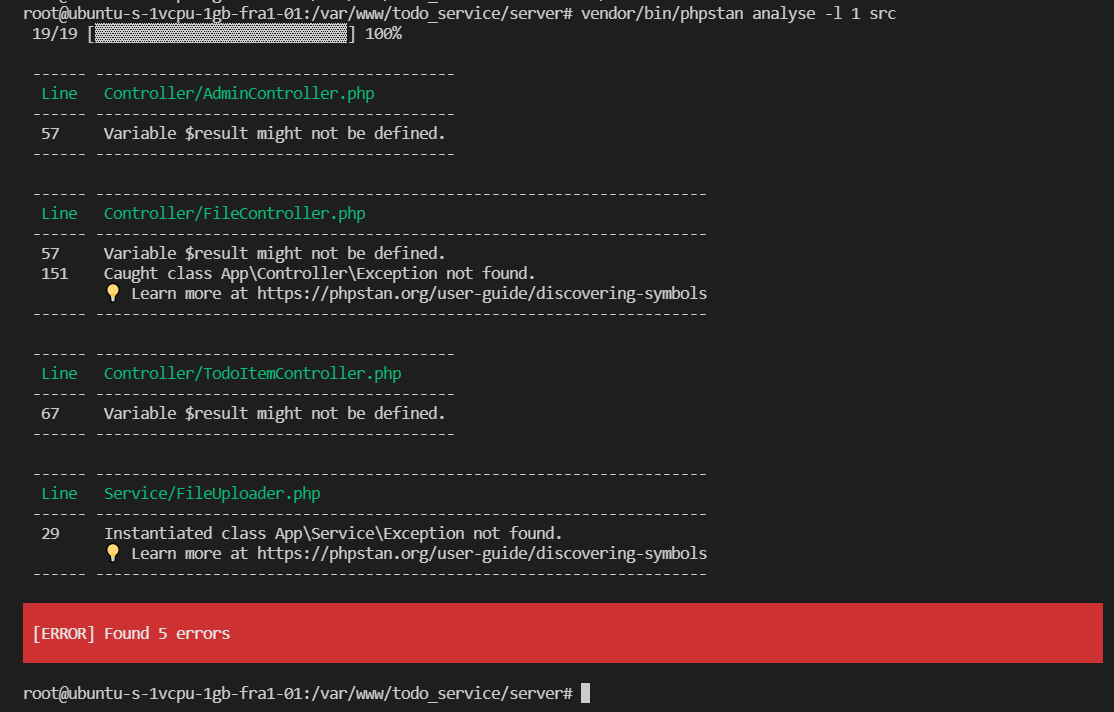 root@ubuntu-s-1vcpu-1gb-fra1-01:/var/www/todo_service/server# vendor/bin/phpstan analyse -l 1 src
19/19 [▓▓▓▓▓▓▓▓▓▓▓▓▓▓▓▓▓▓▓▓▓▓▓▓▓▓▓▓] 100%
------ ----------------------------------------
Line Controller/AdminController.php
------ ----------------------------------------
57 Variable $result might not be defined.
------ ----------------------------------------
------ --------------------------------------------------------------------
Line Controller/FileController.php
------ --------------------------------------------------------------------
57 Variable $result might not be defined.
151 Caught class App\Controller\Exception not found.
💡 Learn more at https://phpstan.org/user-guide/discovering-symbols
------ --------------------------------------------------------------------
------ ----------------------------------------
Line Controller/TodoItemController.php
------ ----------------------------------------
67 Variable $result might not be defined.
------ ----------------------------------------
------ --------------------------------------------------------------------
Line Service/FileUploader.php
------ --------------------------------------------------------------------
29 Instantiated class App\Service\Exception not found.
💡 Learn more at https://phpstan.org/user-guide/discovering-symbols
------ --------------------------------------------------------------------
[ERROR] Found 5 errors
root@ubuntu-s-1vcpu-1gb-fra1-01:/var/www/todo_service/server#